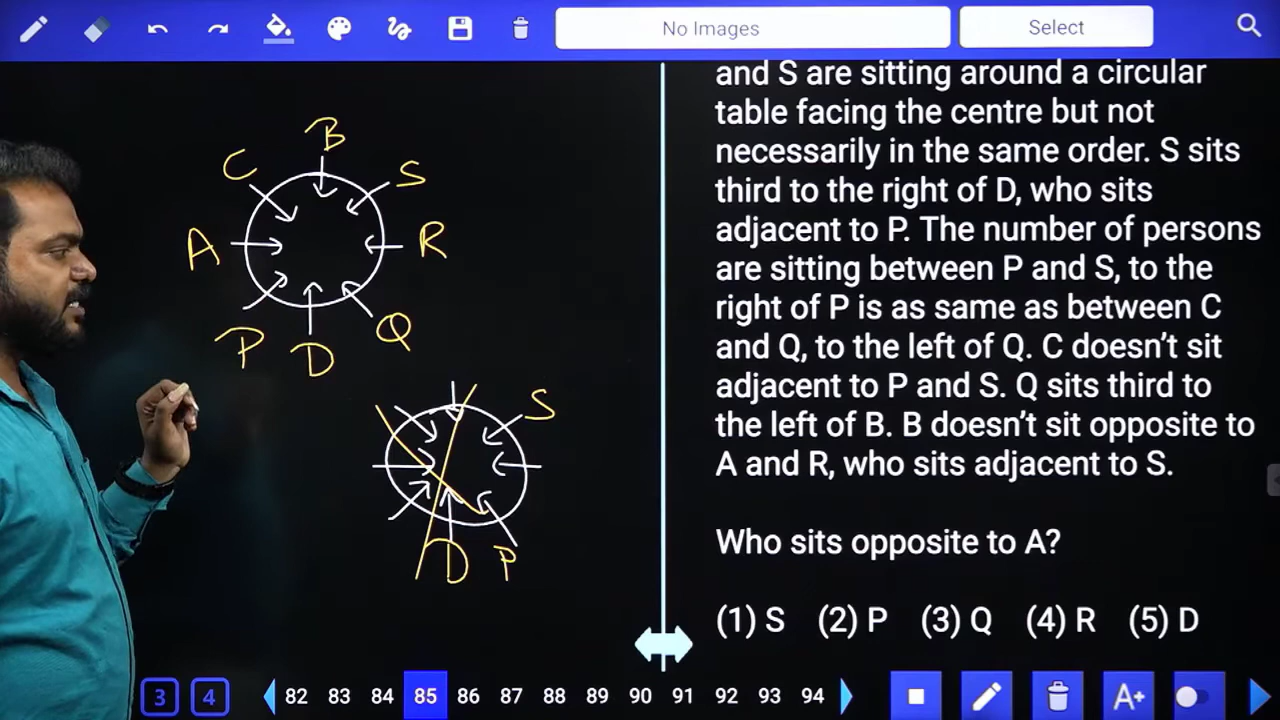 No Images
Select
and S are sitting around a circular
table facing the centre but not
necessarily in the same order. S sits
third to the right of D, who sits
adjacent to P. The number of persons
are sitting between P and S, to the
right of P is as same as between C
and Q, to the left of Q. C doesn't sit
adjacent to P and S. Q sits third to
the left of B. B doesn't sit opposite to
A and R, who sits adjacent to S.
Who sits opposite to A?
(1) S (2) P (3) Q (4) R (5) D
B
C S
A R
P D Q
S
D P
3 4 82 83 84 85 86 87 88 89 90 91 92 93 94 A+